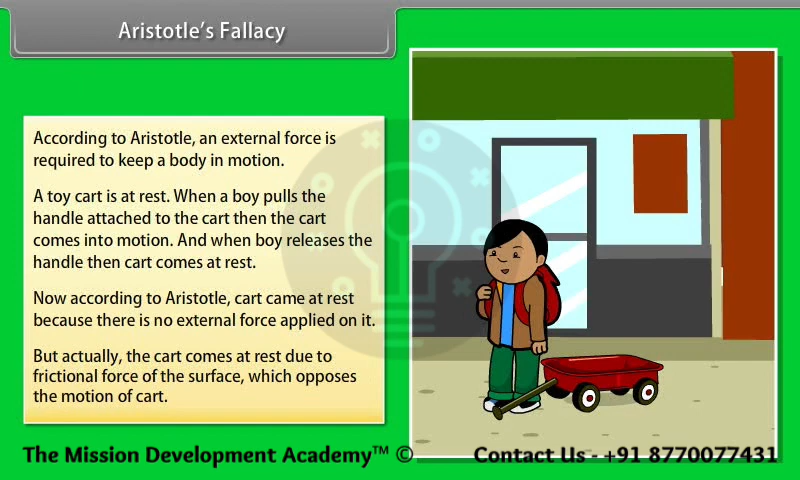 Aristotle's Fallacy
According to Aristotle, an external force is
required to keep a body in motion.
A toy cart is at rest. When a boy pulls the
handle attached to the cart then the cart
comes into motion. And when boy releases the
handle then cart comes at rest.
Now according to Aristotle, cart came at rest
because there is no external force applied on it.
But actually, the cart comes at rest due to
frictional force of the surface, which opposes
the motion of cart.
The Mission Development Academy™ ©
Contact Us - +91 8770077431